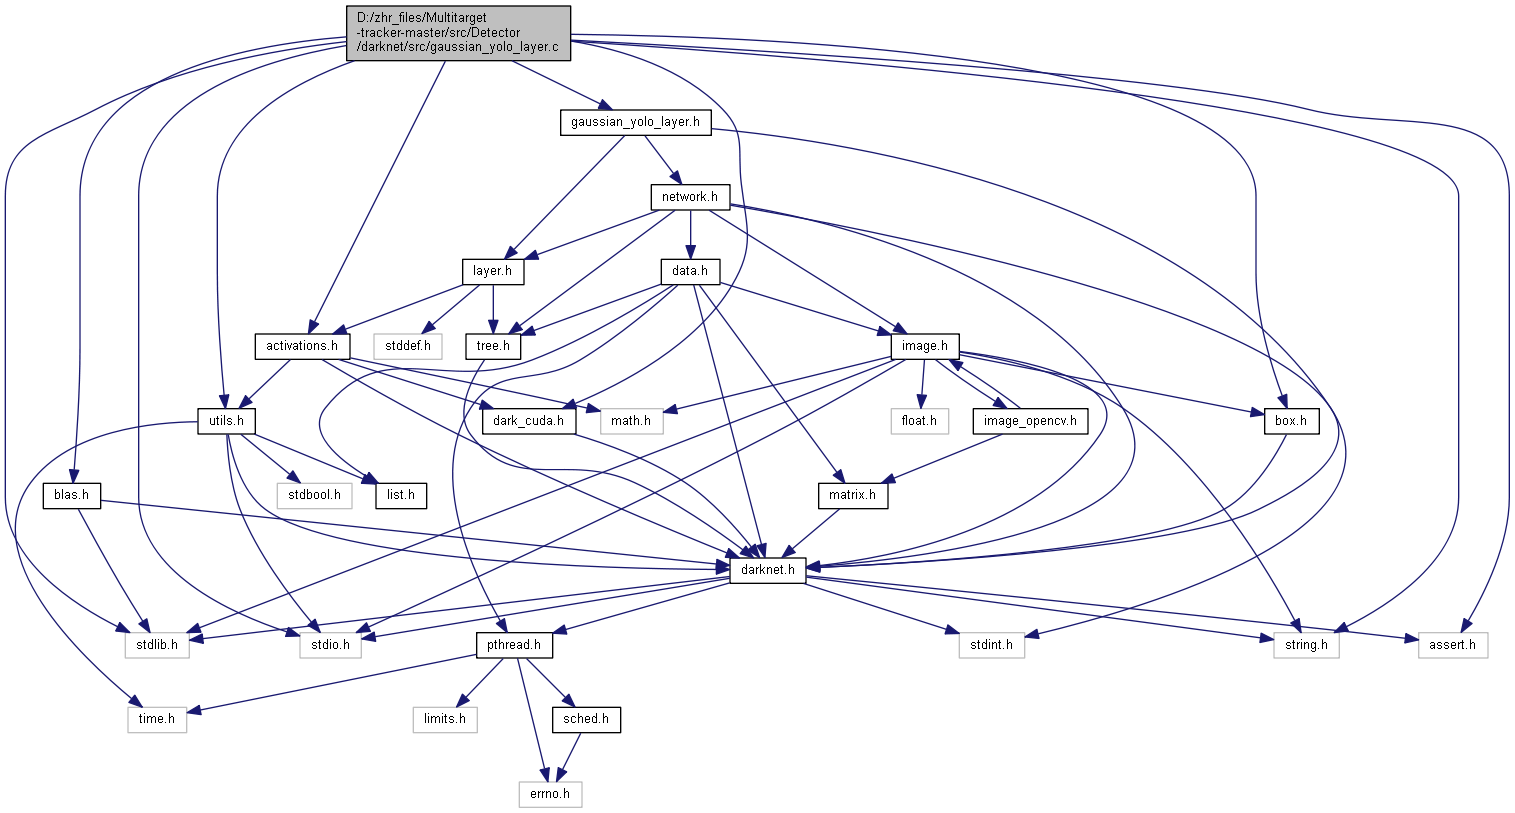 D:/zhr_files/Multitarget
-tracker-master/src/Detector
/darknet/src/gaussian_yolo_layer.c
gaussian_yolo_layer.h
network.h
layer.h
data.h
activations.h
stddef.h
tree.h
image.h
utils.h
dark_cuda.h
math.h
float.h
image_opencv.h
box.h
blas.h
stdbool.h
list.h
matrix.h
darknet.h
stdlib.h
stdio.h
pthread.h
stdint.h
string.h
assert.h
time.h
limits.h
sched.h
errno.h